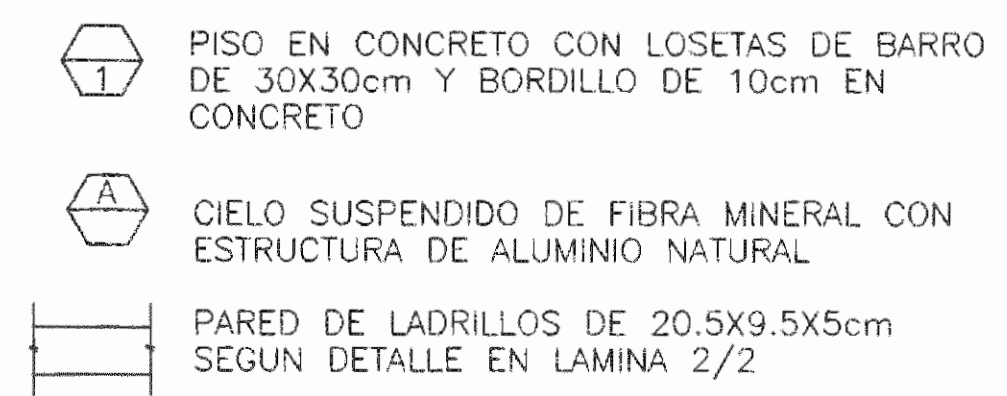 1
PISO EN CONCRETO CON LOSETAS DE BARRO
DE 30X30cm Y BORDILLO DE 10cm EN
CONCRETO
A
CIELO SUSPENDIDO DE FIBRA MINERAL CON
ESTRUCTURA DE ALUMINIO NATURAL
PARED DE LADRILLOS DE 20.5X9.5X5cm
SEGUN DETALLE EN LAMINA 2/2